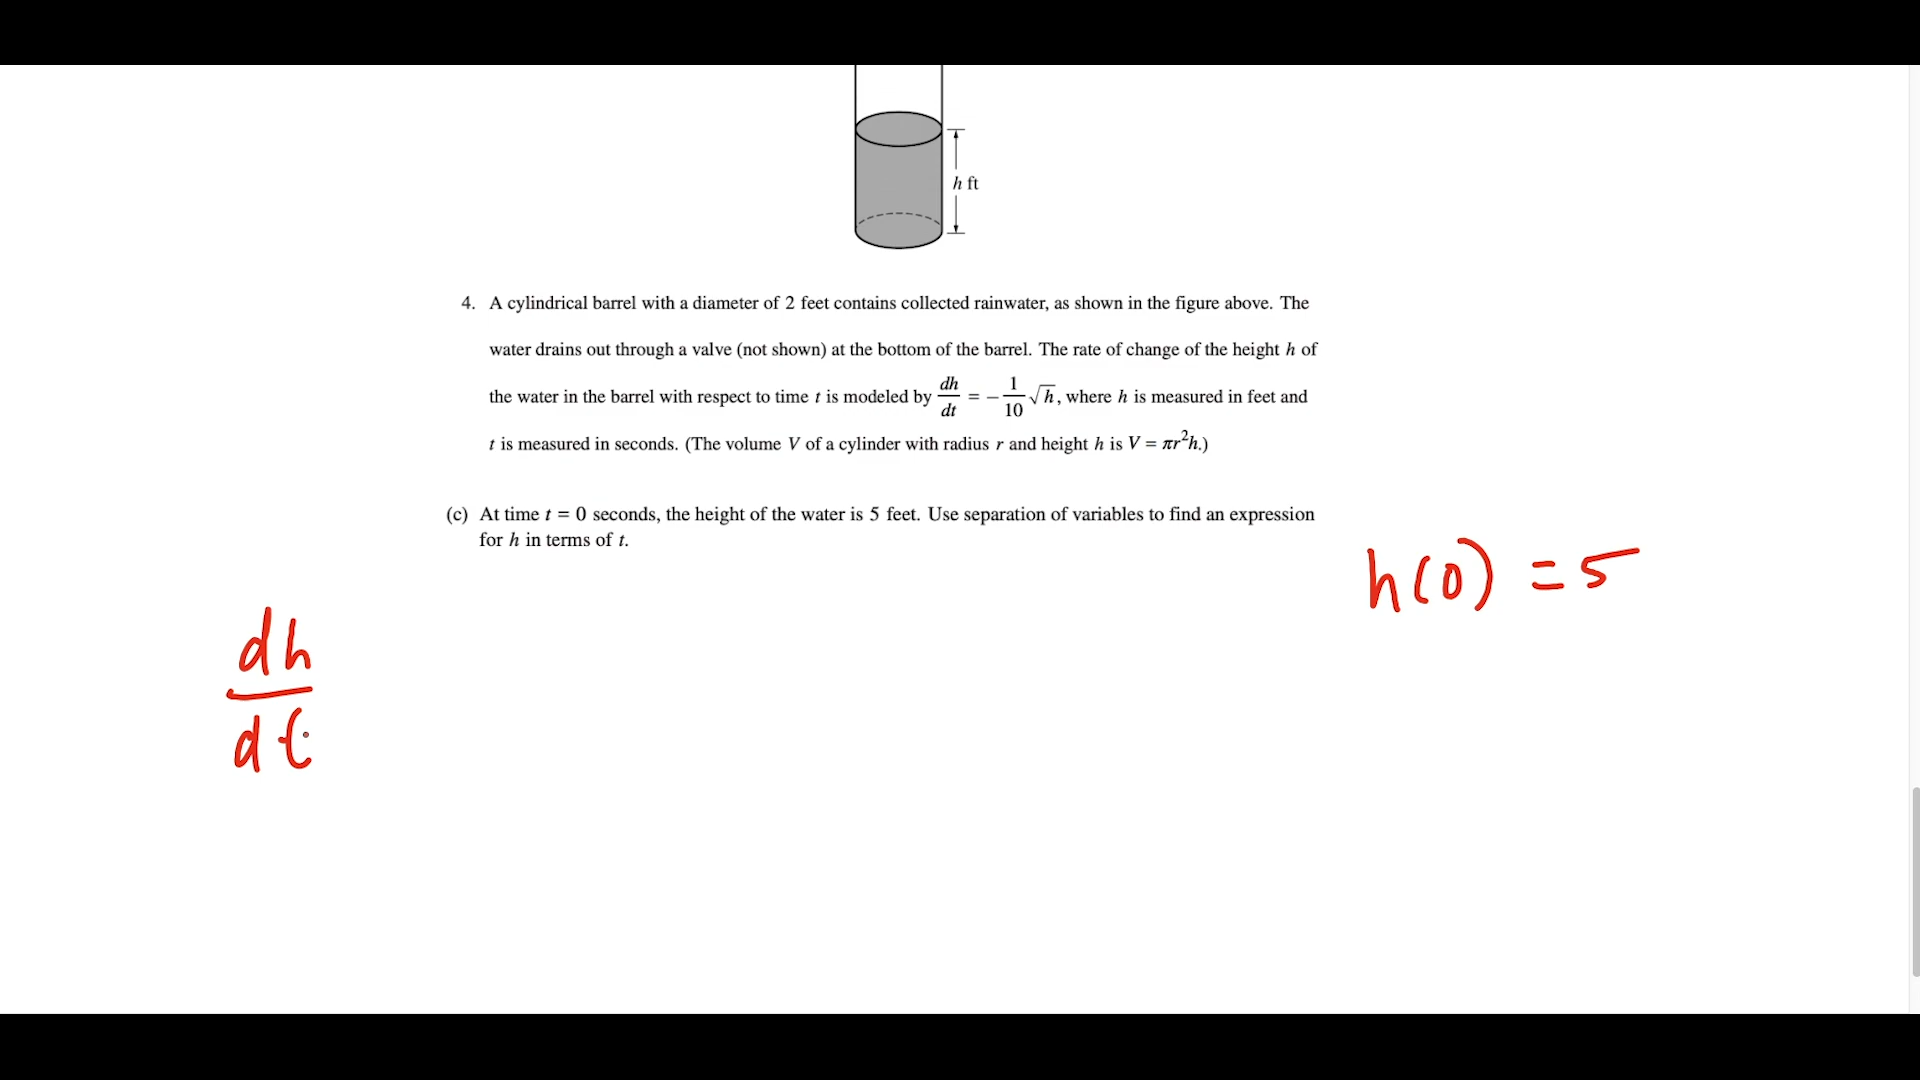 h ft
4. A cylindrical barrel with a diameter of 2 feet contains collected rainwater, as shown in the figure above. The
water drains out through a valve (not shown) at the bottom of the barrel. The rate of change of the height h of
the water in the barrel with respect to time t is modeled by dh/dt = −1/10 √h, where h is measured in feet and
t is measured in seconds. (The volume V of a cylinder with radius r and height h is V = πr²h.)
(c) At time t = 0 seconds, the height of the water is 5 feet. Use separation of variables to find an expression
for h in terms of t.
h(0) = 5
dh
dt